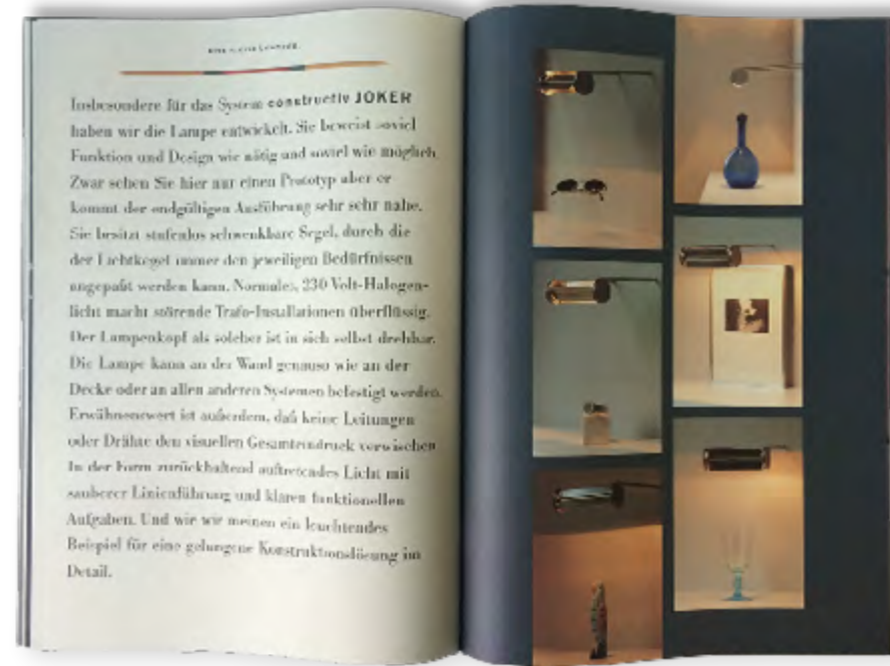 Insbesondere für das System constructiv JOKER
haben wir die Lampe entwickelt. Sie beweist soviel
Funktion und Design wie nötig und soviel wie möglich.
Zwar sehen Sie hier nur einen Prototyp aber er
kommt der endgültigen Ausführung sehr sehr nahe.
Sie besitzt stufenlos schwenkbare Segel, durch die
der Lichtkegel immer den jeweiligen Bedürfnissen
angepaßt werden kann. Normales, 230 Volt-Halogen-
licht macht störende Trafo-Installationen überflüssig.
Der Lampenkopf als solcher ist in sich selbst drehbar.
Die Lampe kann an der Wand genauso wie an der
Decke oder an allen anderen Systemen befestigt werden.
Erwähnenswert ist außerdem, daß keine Leitungen
oder Drähte den visuellen Gesamteindruck verwischen
In der Form zurückhaltend auftretendes Licht mit
sauberer Linienführung und klaren funktionellen
Aufgaben. Und wie wir meinen ein leuchtendes
Beispiel für eine gelungene Konstruktionslösung im
Detail.